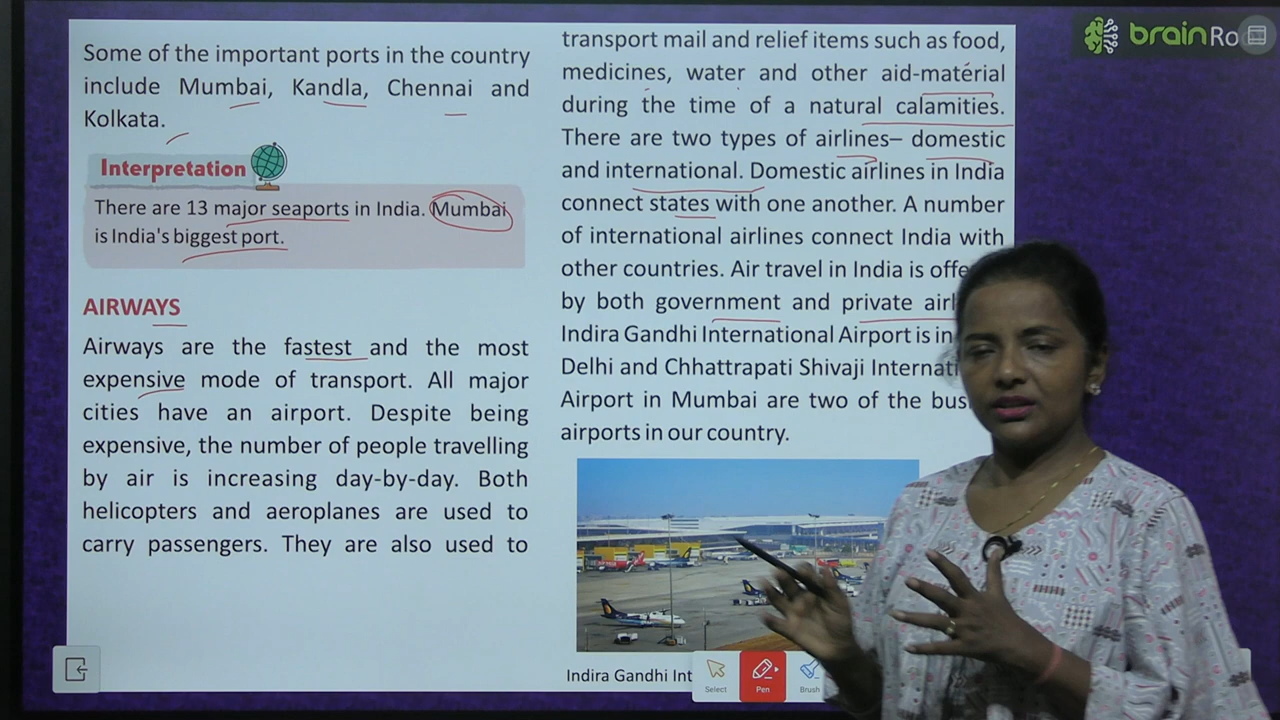 Some of the important ports in the country
include Mumbai, Kandla, Chennai and
Kolkata.
Interpretation
There are 13 major seaports in India. Mumbai
is India's biggest port.
AIRWAYS
Airways are the fastest and the most
expensive mode of transport. All major
cities have an airport. Despite being
expensive, the number of people travelling
by air is increasing day-by-day. Both
helicopters and aeroplanes are used to
carry passengers. They are also used to
transport mail and relief items such as food,
medicines, water and other aid-material
during the time of a natural calamities.
There are two types of airlines– domestic
and international. Domestic airlines in India
connect states with one another. A number
of international airlines connect India with
other countries. Air travel in India is offe
by both government and private air
Indira Gandhi International Airport is in
Delhi and Chhattrapati Shivaji Internati
Airport in Mumbai are two of the bus
airports in our country.
Indira Gandhi Int
Select
Pen
Brush
brainRo